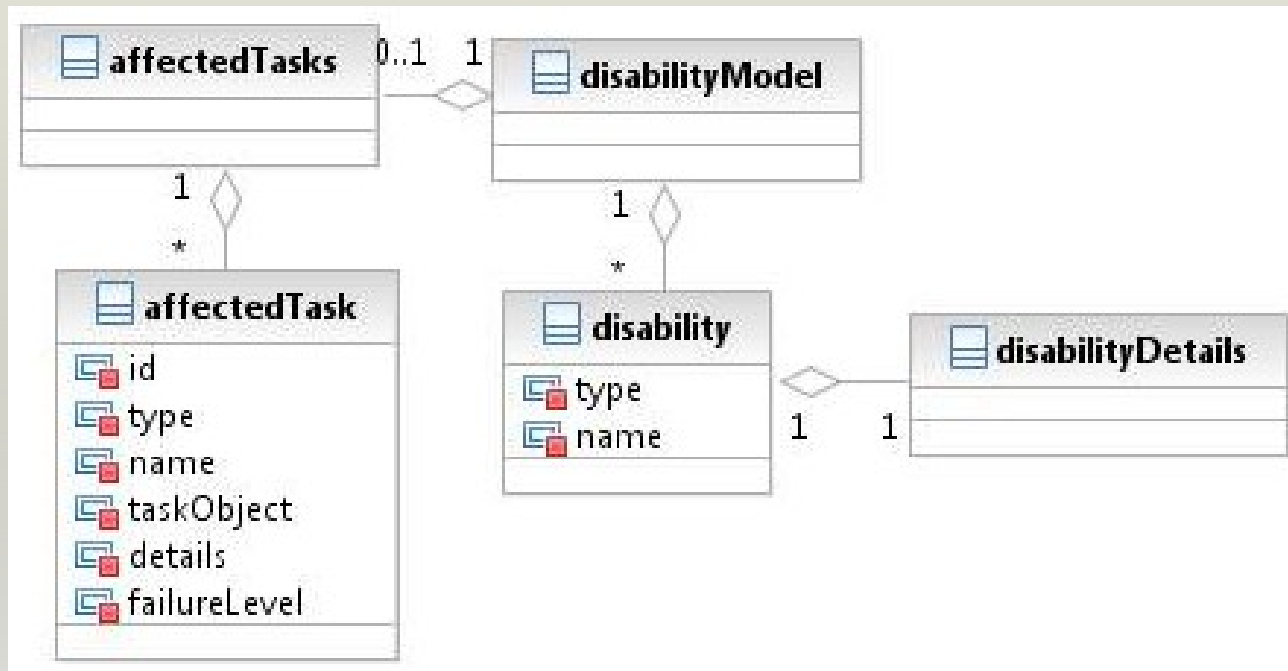 affectedTasks
0..1
1
disabilityModel
1
*
1
*
affectedTask
id
type
name
taskObject
details
failureLevel
disability
type
name
1
1
disabilityDetails